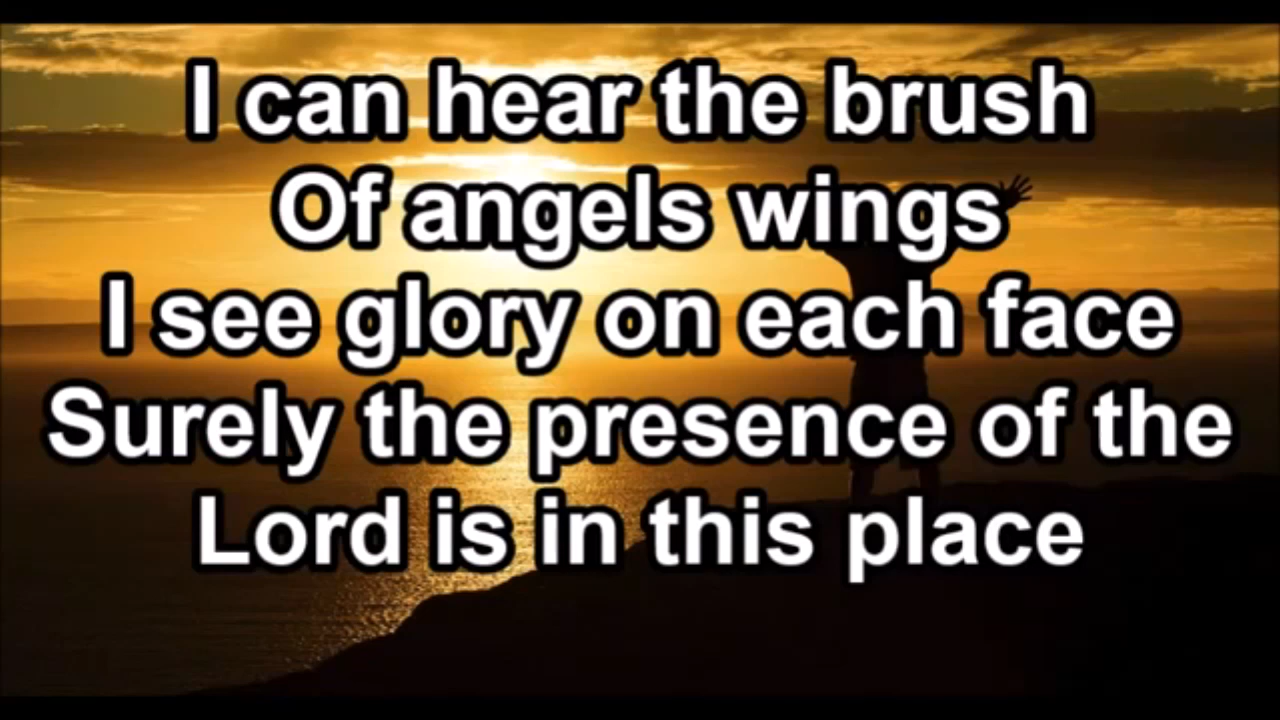 I can hear the brush
Of angels wings
I see glory on each face
Surely the presence of the
Lord is in this place